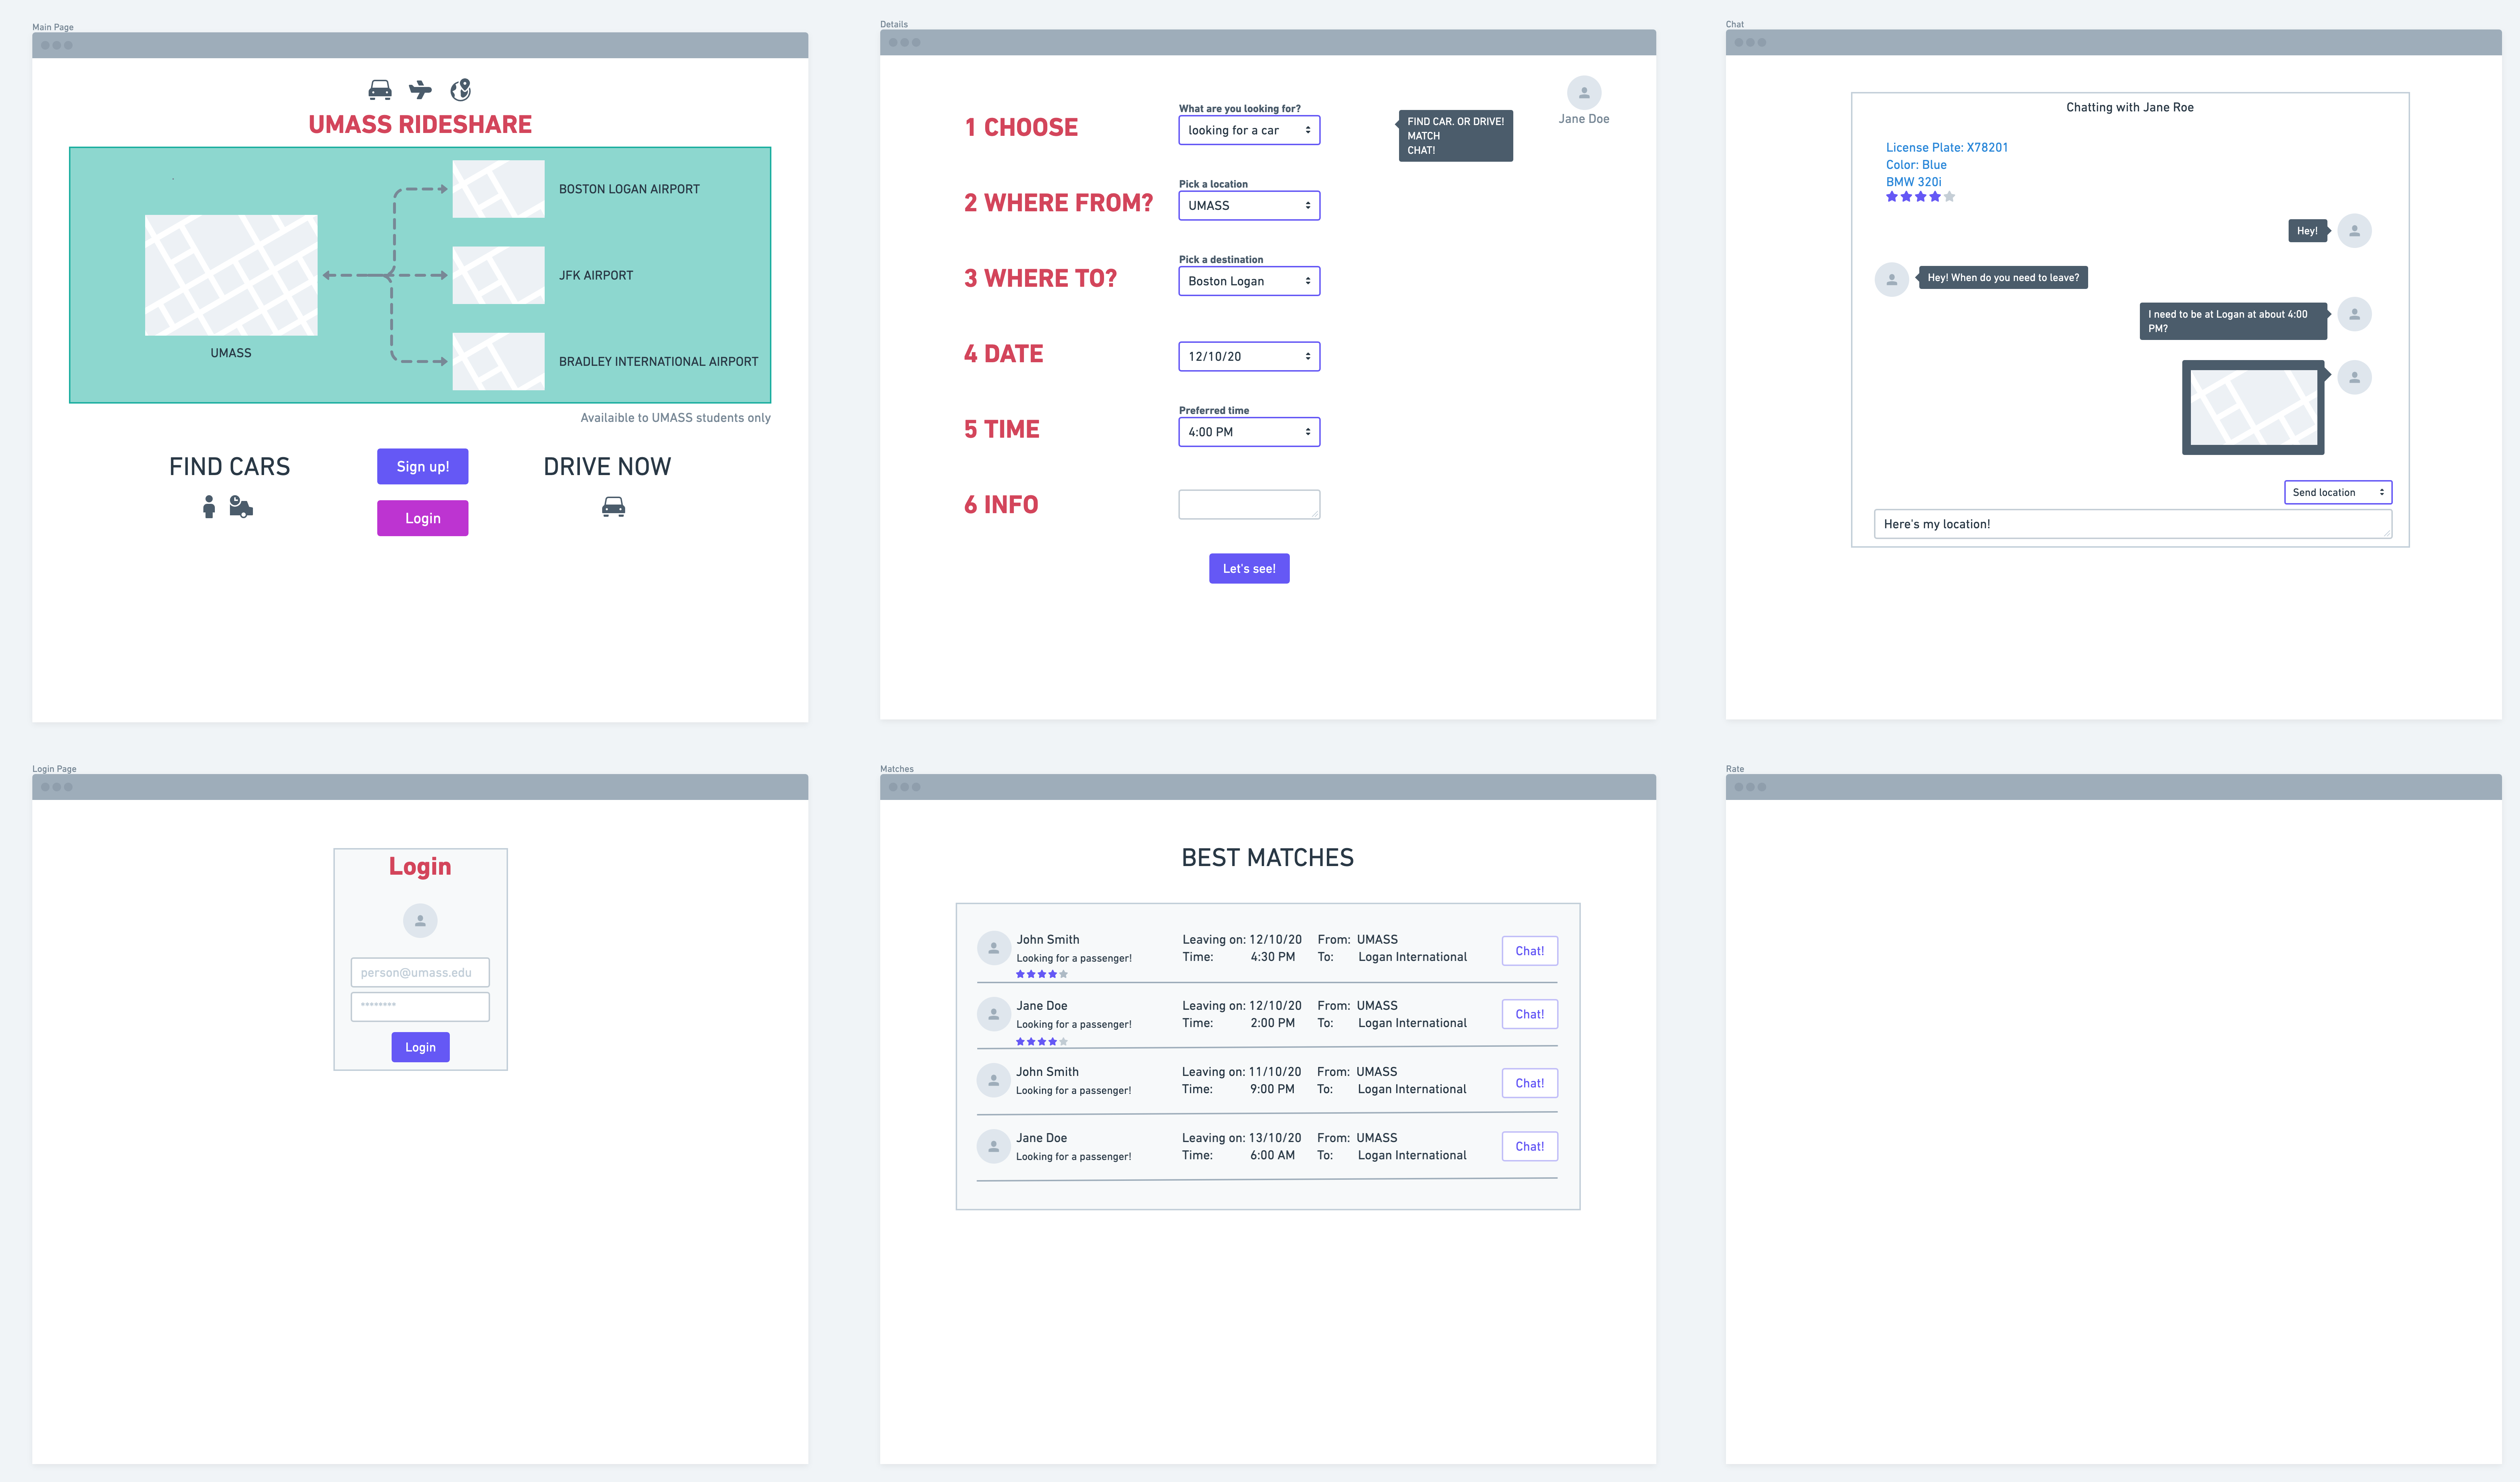 Main Page
UMASS RIDESHARE
BOSTON LOGAN AIRPORT
JFK AIRPORT
UMASS
BRADLEY INTERNATIONAL AIRPORT
Availaible to UMASS students only
FIND CARS
Sign up!
DRIVE NOW
Login
Details
Jane Doe
What are you looking for?
1 CHOOSE
looking for a car
FIND CAR. OR DRIVE!
MATCH
CHAT!
Pick a location
2 WHERE FROM?
UMASS
Pick a destination
3 WHERE TO?
Boston Logan
4 DATE
12/10/20
Preferred time
5 TIME
4:00 PM
6 INFO
Let's see!
Chat
Chatting with Jane Roe
License Plate: X78201
Color: Blue
BMW 320i
Hey!
Hey! When do you need to leave?
I need to be at Logan at about 4:00
PM?
Send location
Here's my location!
Login Page
Login
person@umass.edu
********
Login
Matches
BEST MATCHES
John Smith Leaving on: 12/10/20 From: UMASS
Looking for a passenger! Time: 4:30 PM To: Logan International
Chat!
Jane Doe Leaving on: 12/10/20 From: UMASS
Looking for a passenger! Time: 2:00 PM To: Logan International
Chat!
John Smith Leaving on: 11/10/20 From: UMASS
Looking for a passenger! Time: 9:00 PM To: Logan International
Chat!
Jane Doe Leaving on: 13/10/20 From: UMASS
Looking for a passenger! Time: 6:00 AM To: Logan International
Chat!
Rate